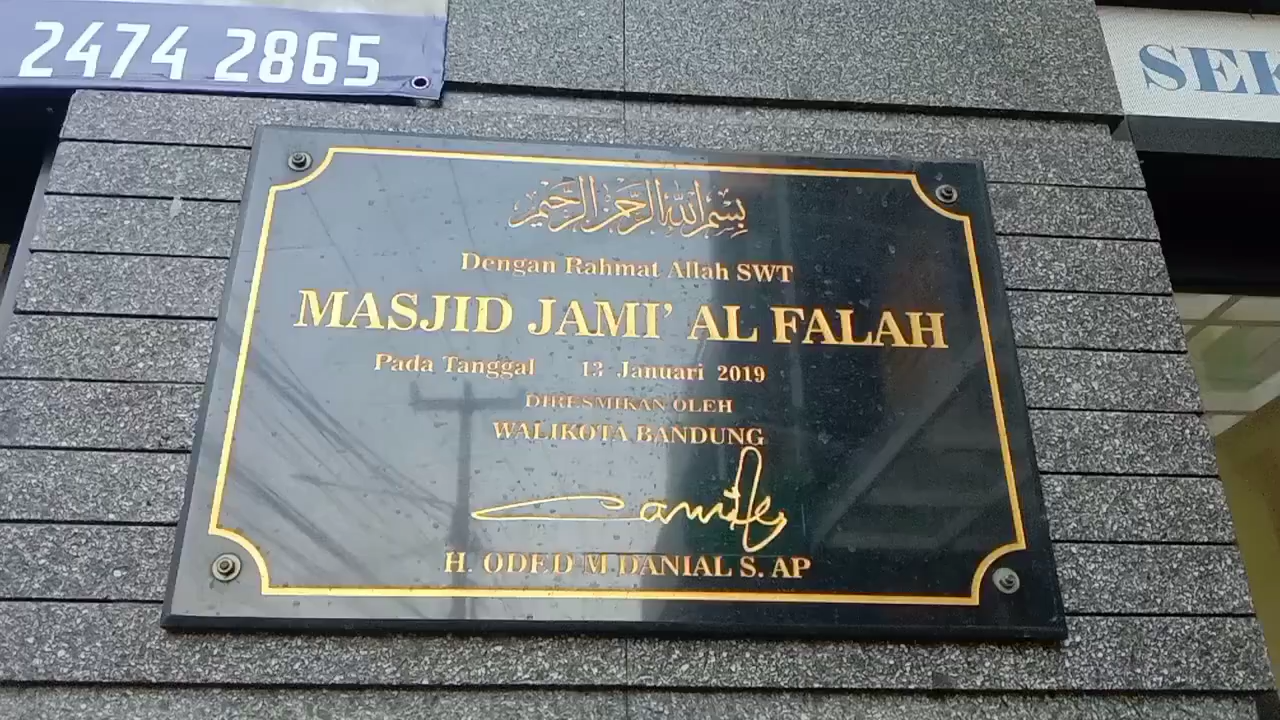 2474 2865
SEK
بسم الله الرحمن الرحيم
Dengan Rahmat Allah SWT
MASJID JAMI' AL FALAH
Pada Tanggal 13 Januari 2019
DIRESMIKAN OLEH
WALIKOTA BANDUNG
H. ODED M DANIAL S. AP